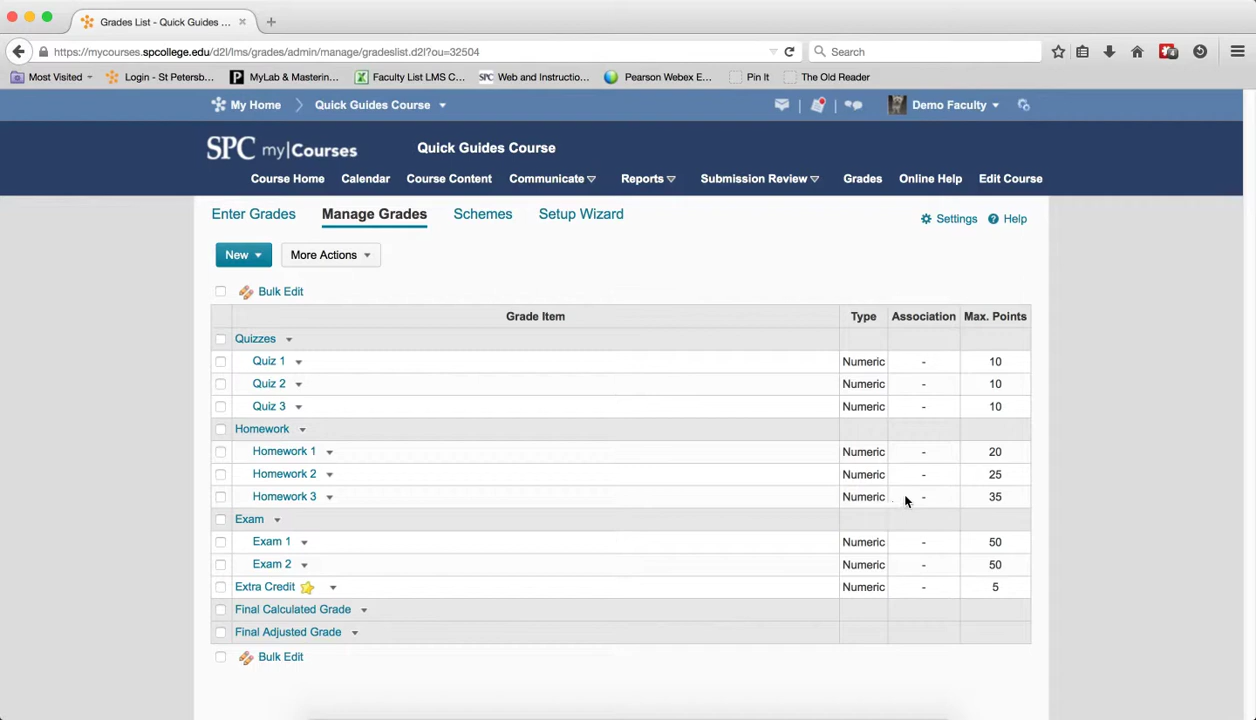 Grades List - Quick Guides ...
https://mycourses.spcollege.edu/d2l/lms/grades/admin/manage/gradeslist.d2l?ou=32504 Search
Most Visited Login - St Petersb... MyLab & Masterin... Faculty List LMS C... SPC Web and Instructio... Pearson Webex E... Pin It The Old Reader
My Home Quick Guides Course Demo Faculty
SPC my|Courses Quick Guides Course
Course Home Calendar Course Content Communicate Reports Submission Review Grades Online Help Edit Course
Enter Grades Manage Grades Schemes Setup Wizard Settings Help
New More Actions
Bulk Edit
Grade Item Type Association Max. Points
Quizzes
Quiz 1 Numeric - 10
Quiz 2 Numeric - 10
Quiz 3 Numeric - 10
Homework
Homework 1 Numeric - 20
Homework 2 Numeric - 25
Homework 3 Numeric - 35
Exam
Exam 1 Numeric - 50
Exam 2 Numeric - 50
Extra Credit Numeric - 5
Final Calculated Grade
Final Adjusted Grade
Bulk Edit